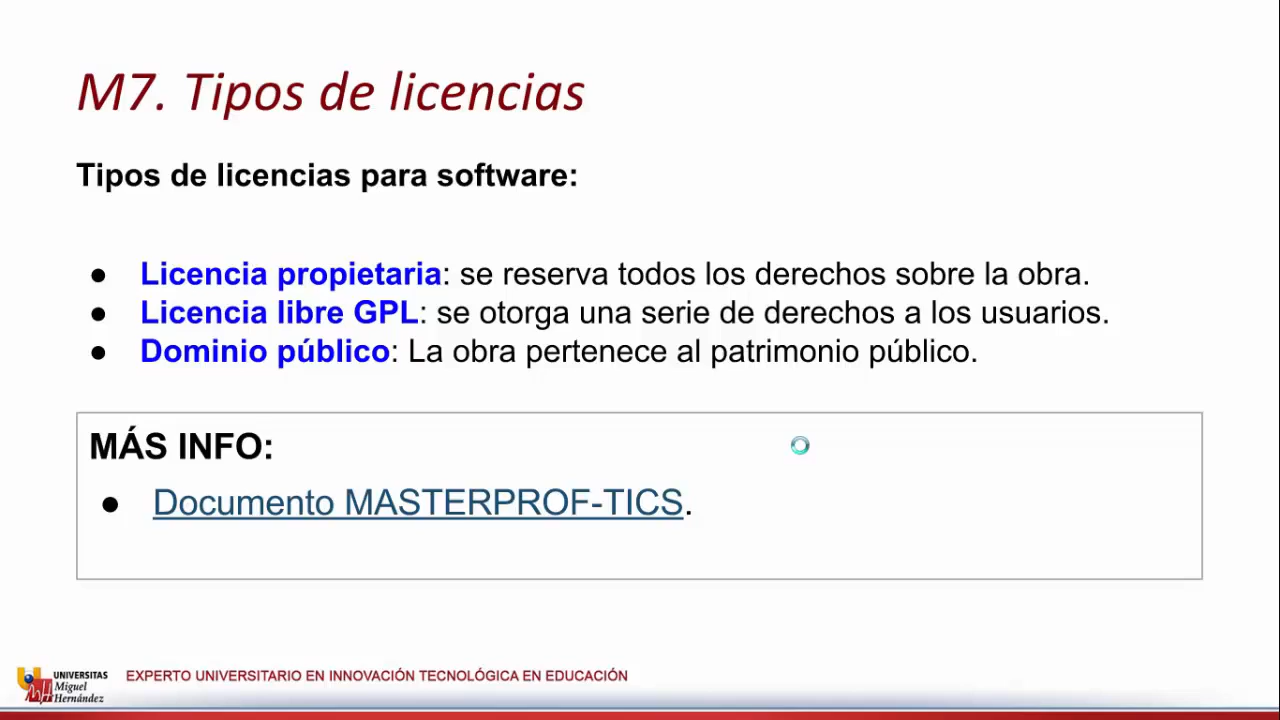 M7. Tipos de licencias
Tipos de licencias para software:
● Licencia propietaria: se reserva todos los derechos sobre la obra.
● Licencia libre GPL: se otorga una serie de derechos a los usuarios.
● Dominio público: La obra pertenece al patrimonio público.
MÁS INFO:
● Documento MASTERPROF-TICS.
UNIVERSITAS
Miguel
Hernández
EXPERTO UNIVERSITARIO EN INNOVACIÓN TECNOLÓGICA EN EDUCACIÓN